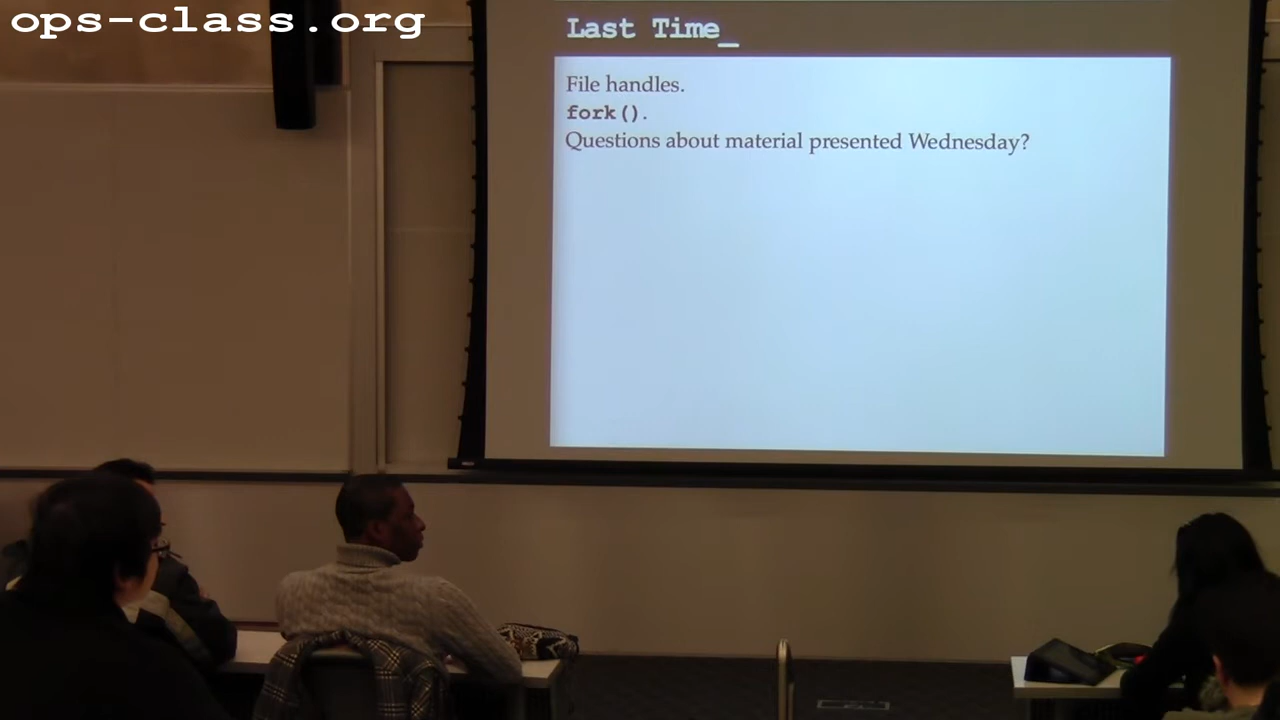 ops-class.org
Last Time_
File handles.
fork().
Questions about material presented Wednesday?